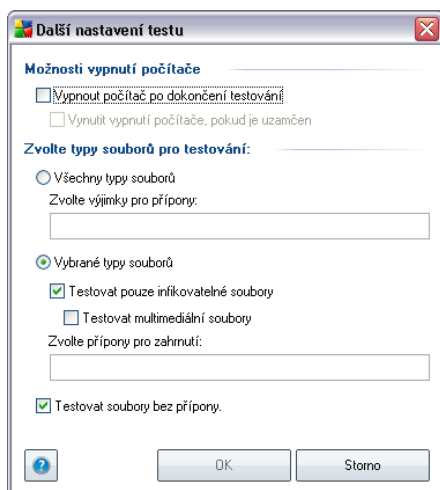 Další nastavení testu
Možnosti vypnutí počítače
Vypnout počítač po dokončení testování
Vynutit vypnutí počítače, pokud je uzamčen
Zvolte typy souborů pro testování:
Všechny typy souborů
Zvolte výjimky pro přípony:
Vybrané typy souborů
Testovat pouze infikovatelné soubory
Testovat multimediální soubory
Zvolte přípony pro zahrnutí:
Testovat soubory bez přípony.
? OK Storno